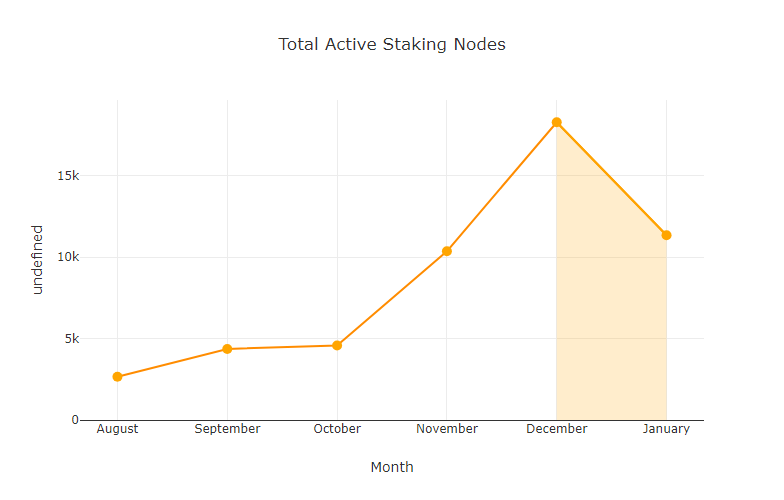 Total Active Staking Nodes
undefined
15k
10k
5k
0
August September October November December January
Month